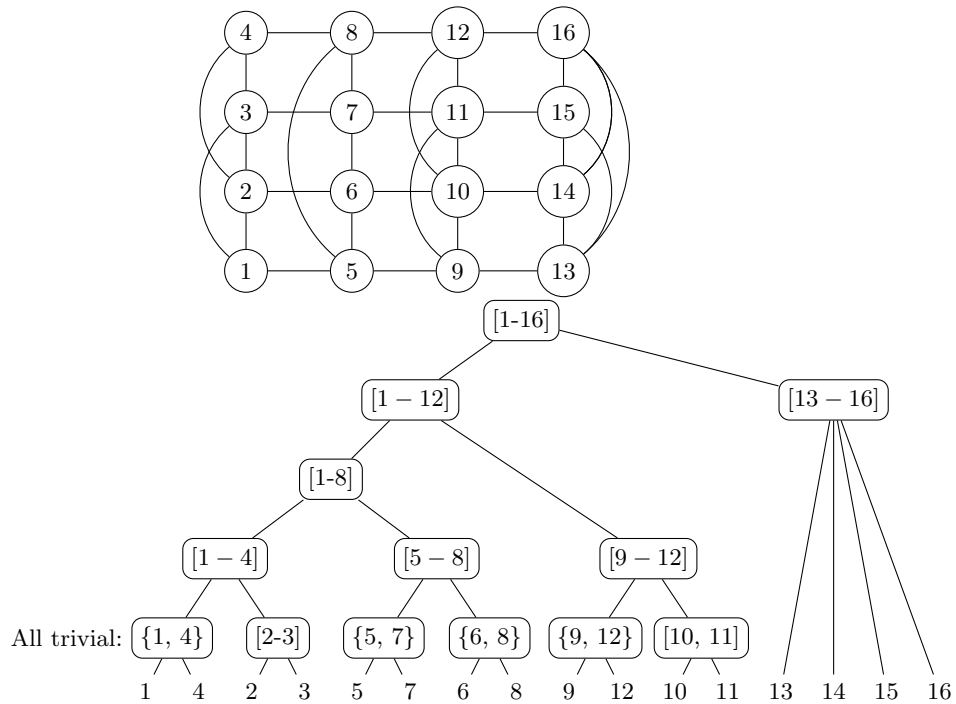 4 8 12 16
3 7 11 15
2 6 10 14
1 5 9 13
[1-16]
[1 − 12] [13 − 16]
[1-8]
[1 − 4] [5 − 8] [9 − 12]
All trivial: {1, 4} [2-3] {5, 7} {6, 8} {9, 12} [10, 11]
1 4 2 3 5 7 6 8 9 12 10 11 13 14 15 16